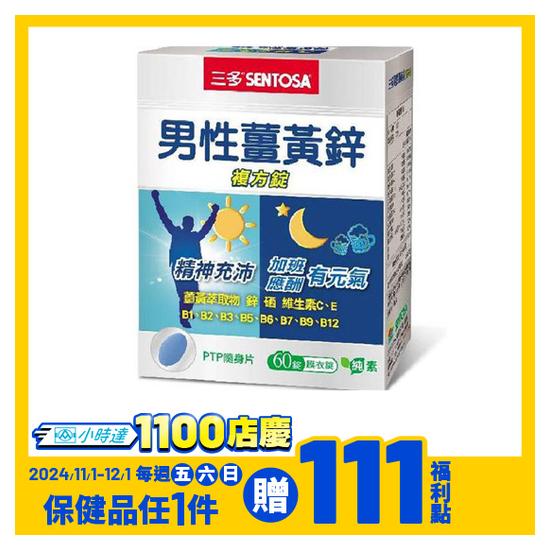 三多 SENTOSA®
男性薑黃鋅
複方錠
精神充沛
加班
應酬
有元氣
薑黃萃取物 鋅 硒 維生素C、E
B1、B2、B3、B5、B6、B7、B9、B12
PTP隨身片
60錠 膜衣錠
純素
小時達
1100店慶
2024/11/1-12/1 每週五六日
保健品任1件
贈
111
福利點